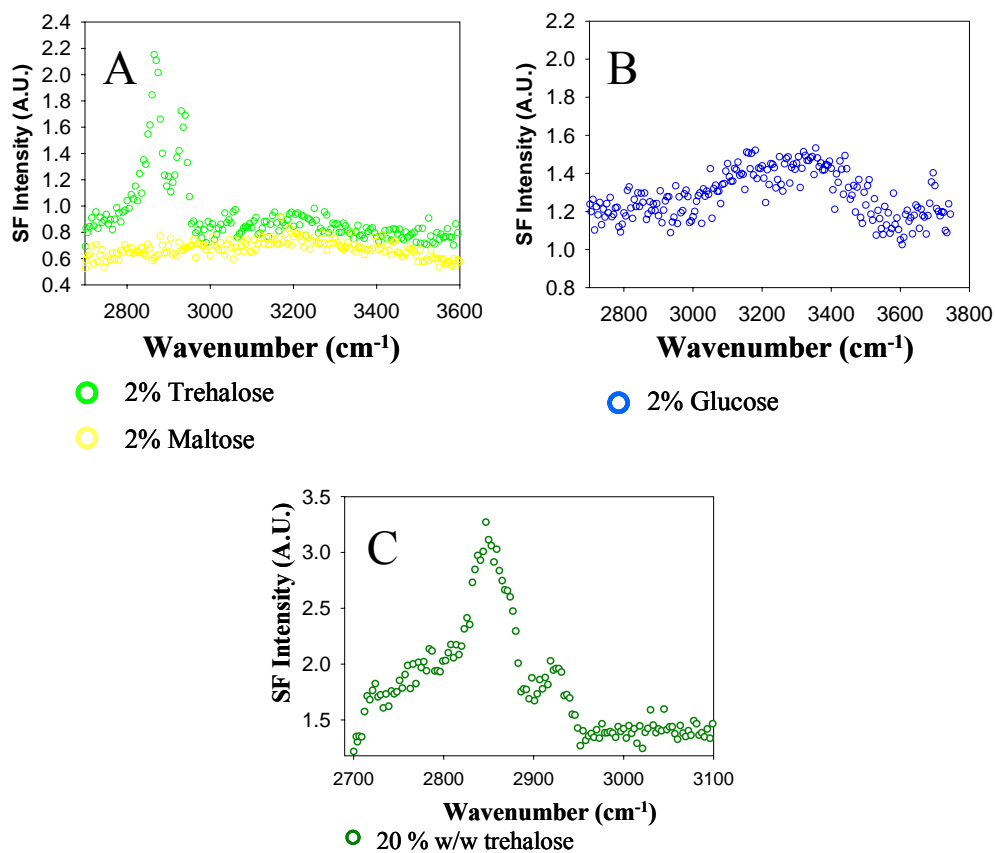 A
B
2.4
2.2
2.0
1.8
1.6
1.4
1.2
1.0
0.8
0.6
0.4
SF Intensity (A.U.)
2800 3000 3200 3400 3600
Wavenumber (cm-1)
2.2
2.0
1.8
1.6
1.4
1.2
1.0
0.8
SF Intensity (A.U.)
2800 3000 3200 3400 3600 3800
Wavenumber (cm-1)
2% Trehalose
2% Maltose
2% Glucose
C
3.5
3.0
2.5
2.0
1.5
SF Intensity (A.U.)
2700 2800 2900 3000 3100
Wavenumber (cm-1)
20 % w/w trehalose